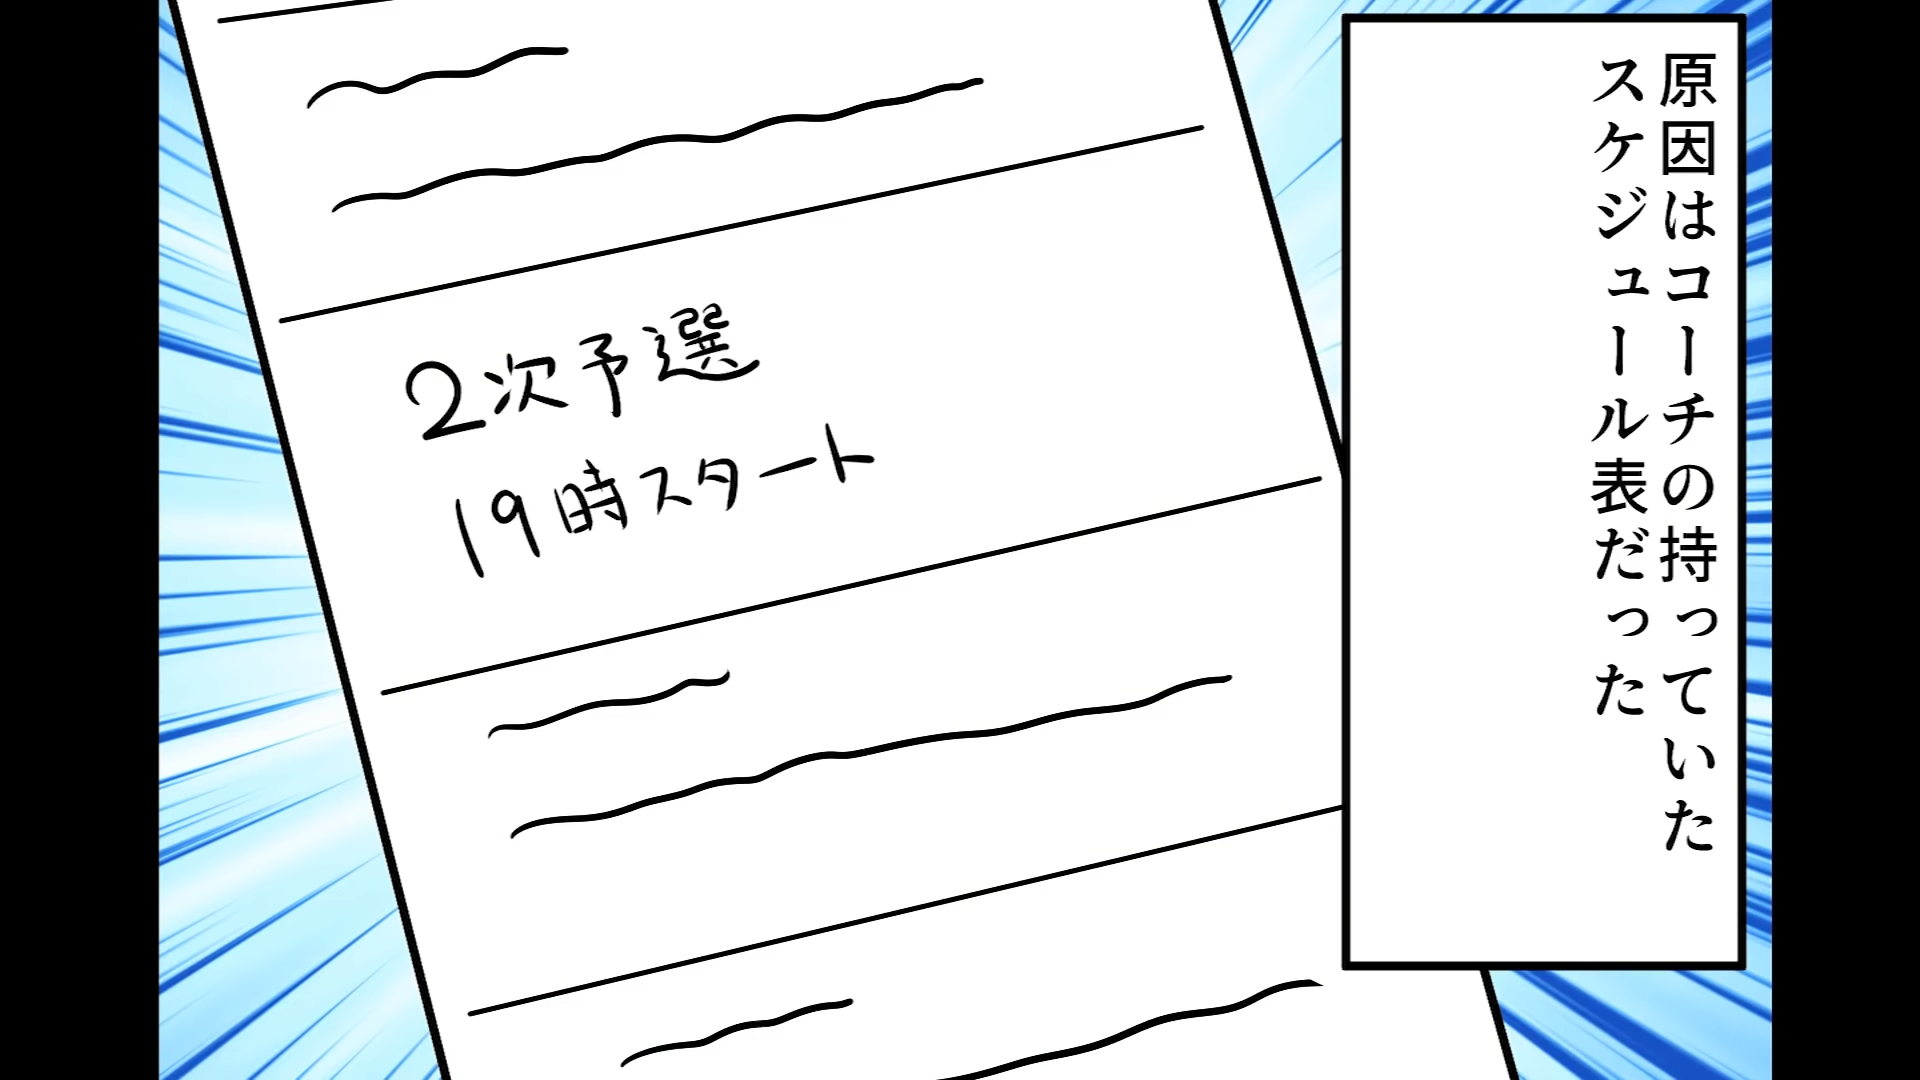 原因はコーチの持っていた
スケジュール表だった
2次予選
19時スタート